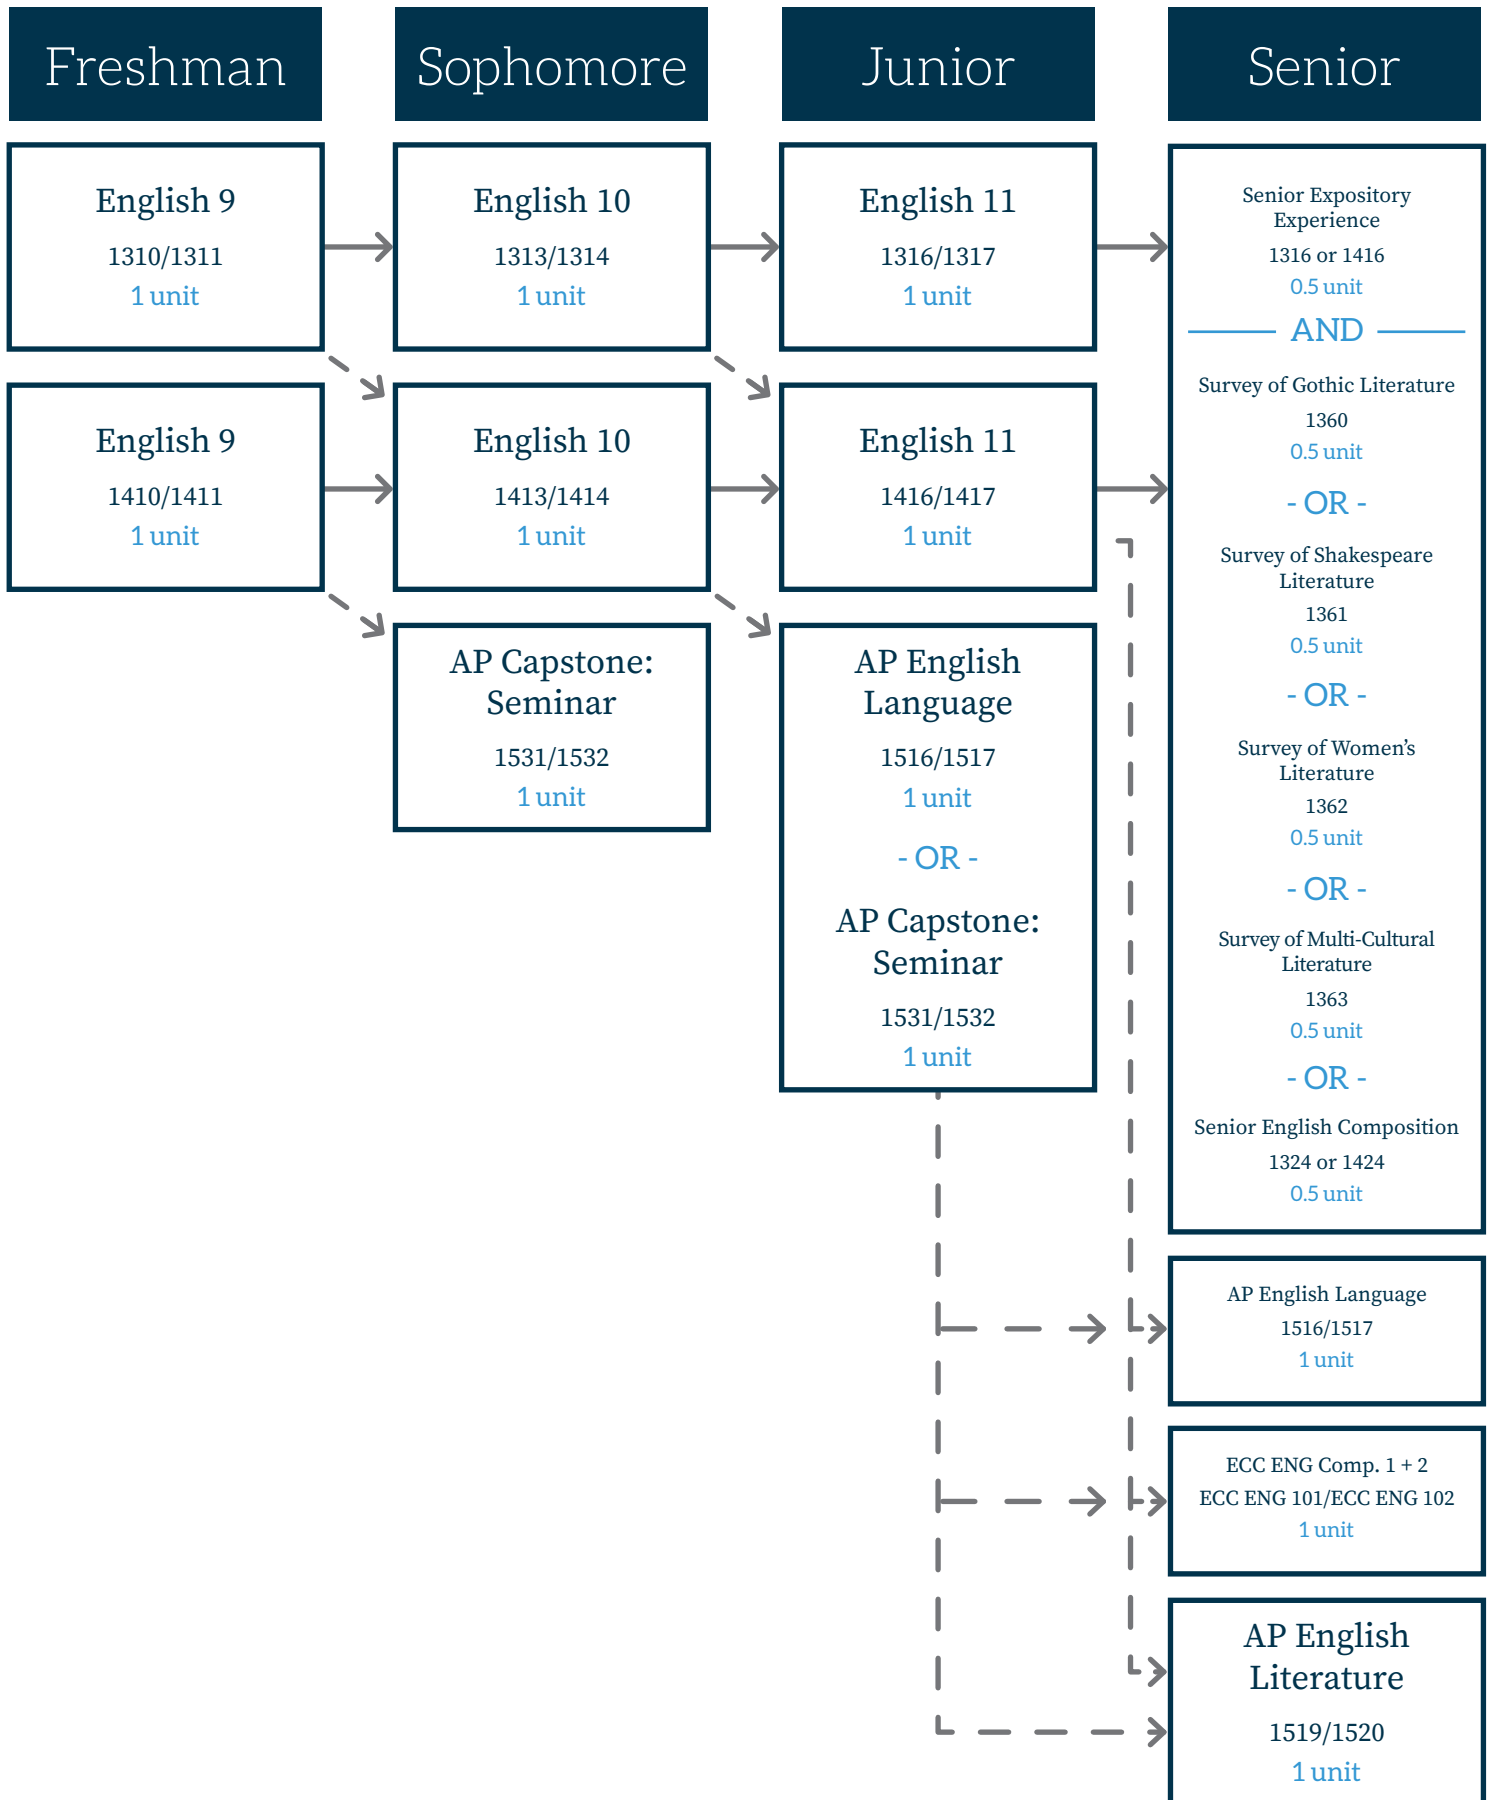 Freshman
Sophomore
Junior
Senior
English 9
1310/1311
1 unit
English 10
1313/1314
1 unit
English 11
1316/1317
1 unit
English 9
1410/1411
1 unit
English 10
1413/1414
1 unit
English 11
1416/1417
1 unit
AP Capstone:
Seminar
1531/1532
1 unit
AP English
Language
1516/1517
1 unit
- OR -
AP Capstone:
Seminar
1531/1532
1 unit
Senior Expository
Experience
1316 or 1416
0.5 unit
AND
Survey of Gothic Literature
1360
0.5 unit
- OR -
Survey of Shakespeare
Literature
1361
0.5 unit
- OR -
Survey of Women’s
Literature
1362
0.5 unit
- OR -
Survey of Multi-Cultural
Literature
1363
0.5 unit
- OR -
Senior English Composition
1324 or 1424
0.5 unit
AP English Language
1516/1517
1 unit
ECC ENG Comp. 1 + 2
ECC ENG 101/ECC ENG 102
1 unit
AP English
Literature
1519/1520
1 unit